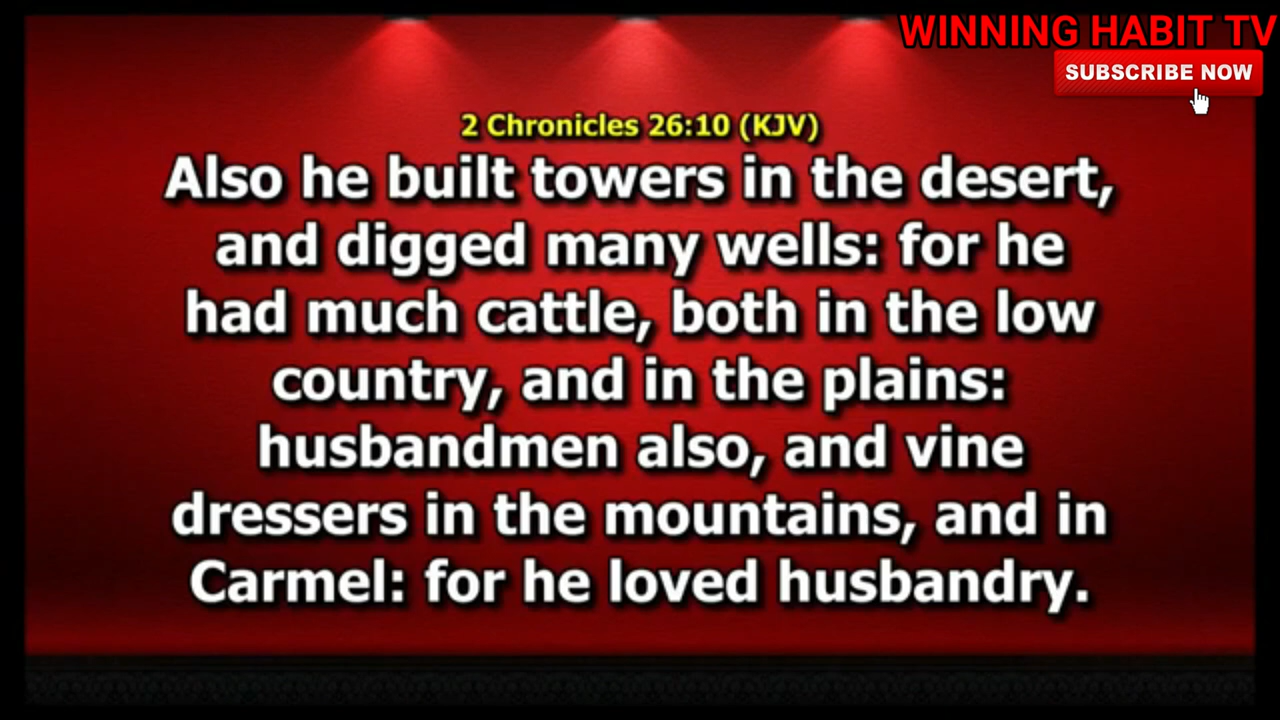 WINNING HABIT TV
SUBSCRIBE NOW
2 Chronicles 26:10 (KJV)
Also he built towers in the desert,
and digged many wells: for he
had much cattle, both in the low
country, and in the plains:
husbandmen also, and vine
dressers in the mountains, and in
Carmel: for he loved husbandry.